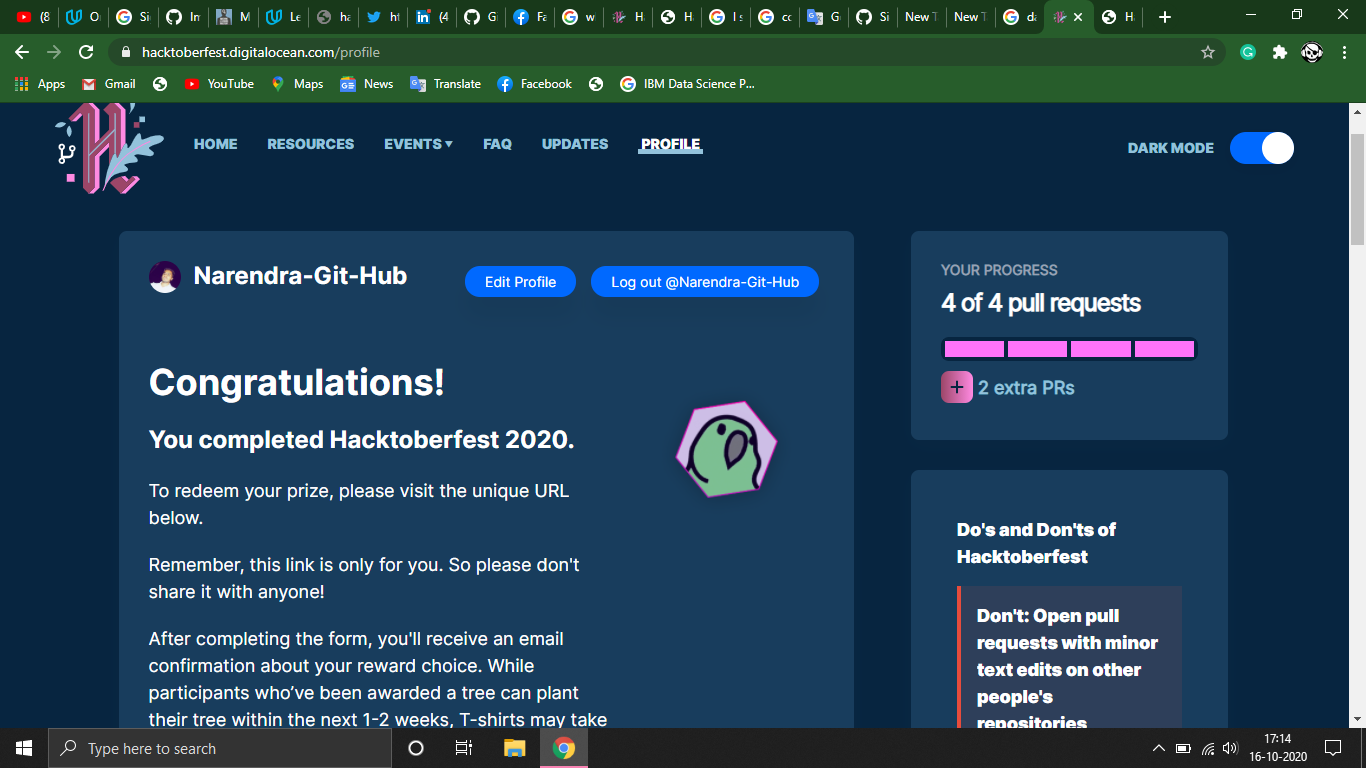 (8
O
Si
In
M
Le
ha
ht
(4
Gi
Fa
w
H
H
I s
co
G
Si
New T
New T
da
H
hacktoberfest.digitalocean.com/profile
Apps
Gmail
YouTube
Maps
News
Translate
Facebook
IBM Data Science P...
HOME
RESOURCES
EVENTS
FAQ
UPDATES
PROFILE
DARK MODE
Narendra-Git-Hub
Edit Profile
Log out @Narendra-Git-Hub
Congratulations!
You completed Hacktoberfest 2020.
To redeem your prize, please visit the unique URL
below.
Remember, this link is only for you. So please don't
share it with anyone!
After completing the form, you'll receive an email
confirmation about your reward choice. While
participants who’ve been awarded a tree can plant
their tree within the next 1-2 weeks, T-shirts may take
YOUR PROGRESS
4 of 4 pull requests
+ 2 extra PRs
Do's and Don'ts of
Hacktoberfest
Don't: Open pull
requests with minor
text edits on other
people's
repositories
Type here to search
17:14
16-10-2020